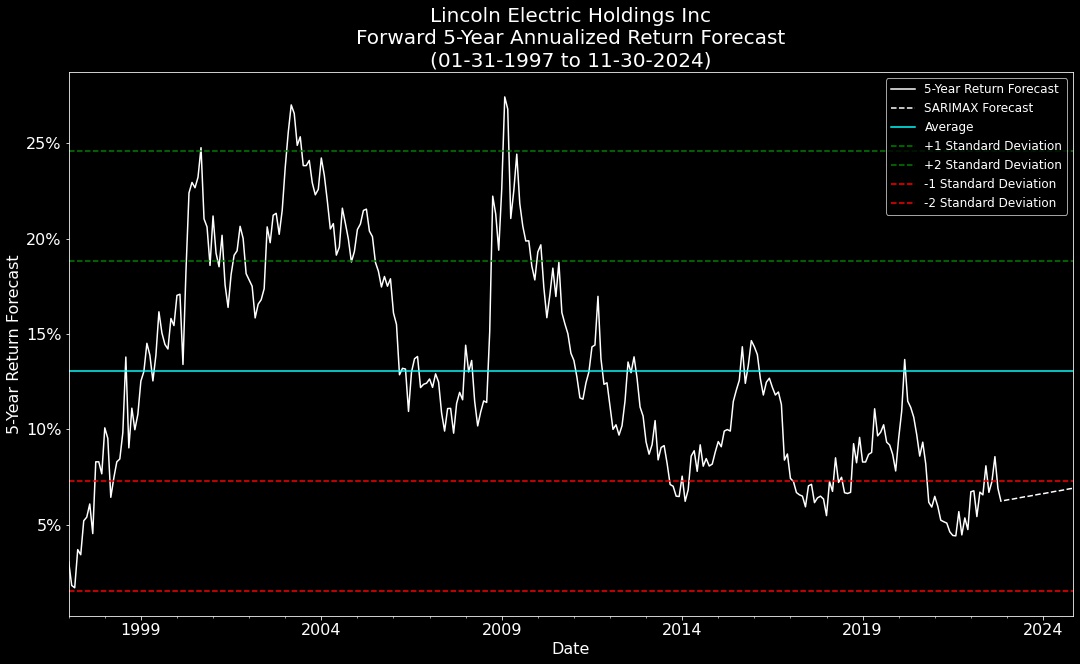 Lincoln Electric Holdings Inc
Forward 5-Year Annualized Return Forecast
(01-31-1997 to 11-30-2024)
5-Year Return Forecast
SARIMAX Forecast
Average
+1 Standard Deviation
+2 Standard Deviation
-1 Standard Deviation
-2 Standard Deviation
5-Year Return Forecast
25%
20%
15%
10%
5%
1999
2004
2009
2014
2019
2024
Date